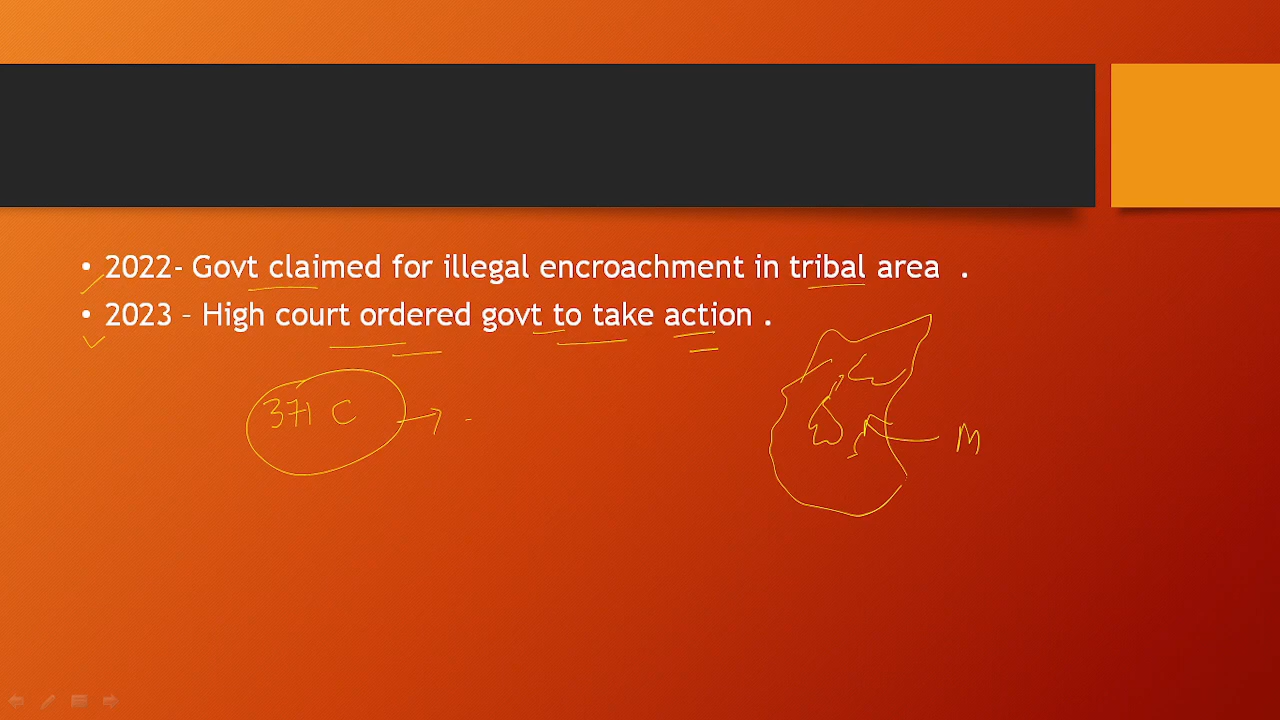 • 2022- Govt claimed for illegal encroachment in tribal area .
• 2023 – High court ordered govt to take action .
371 C
M